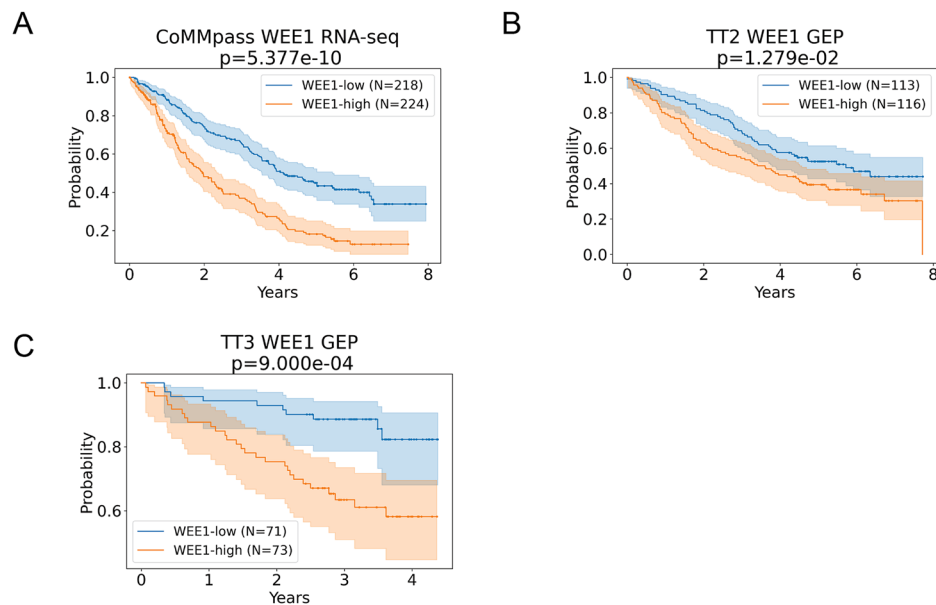 A
CoMMpass WEE1 RNA-seq
p=5.377e-10
WEE1-low (N=218)
WEE1-high (N=224)
Probability
1.0
0.8
0.6
0.4
0.2
0 2 4 6 8
Years
B
TT2 WEE1 GEP
p=1.279e-02
WEE1-low (N=113)
WEE1-high (N=116)
Probability
1.0
0.8
0.6
0.4
0.2
0.0
0 2 4 6 8
Years
C
TT3 WEE1 GEP
p=9.000e-04
Probability
1.0
0.8
0.6
WEE1-low (N=71)
WEE1-high (N=73)
0 1 2 3 4
Years